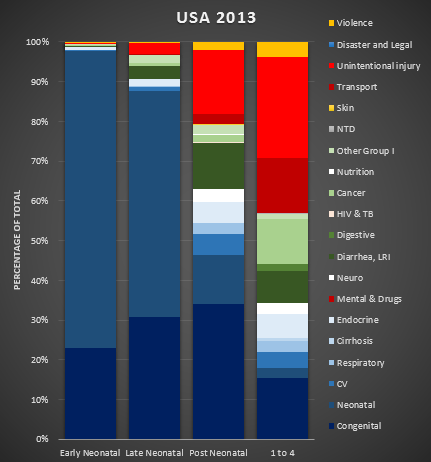 USA 2013
PERCENTAGE OF TOTAL
100%
90%
80%
70%
60%
50%
40%
30%
20%
10%
0%
Early Neonatal
Late Neonatal
Post Neonatal
1 to 4
Violence
Disaster and Legal
Unintentional injury
Transport
Skin
NTD
Other Group I
Nutrition
Cancer
HIV & TB
Digestive
Diarrhea, LRI
Neuro
Mental & Drugs
Endocrine
Cirrhosis
Respiratory
CV
Neonatal
Congenital